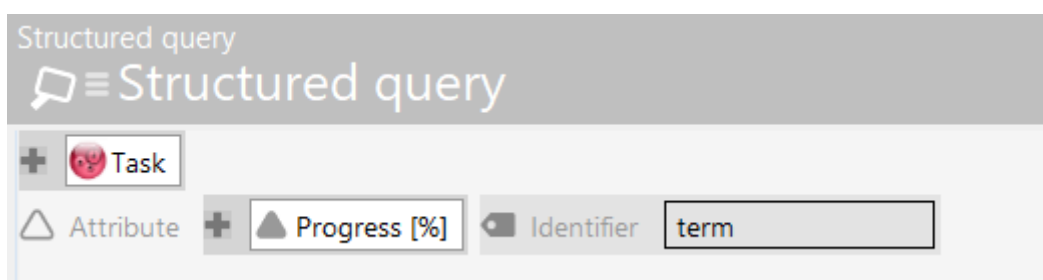 Structured query
Structured query
Task
Attribute Progress [%] Identifier term